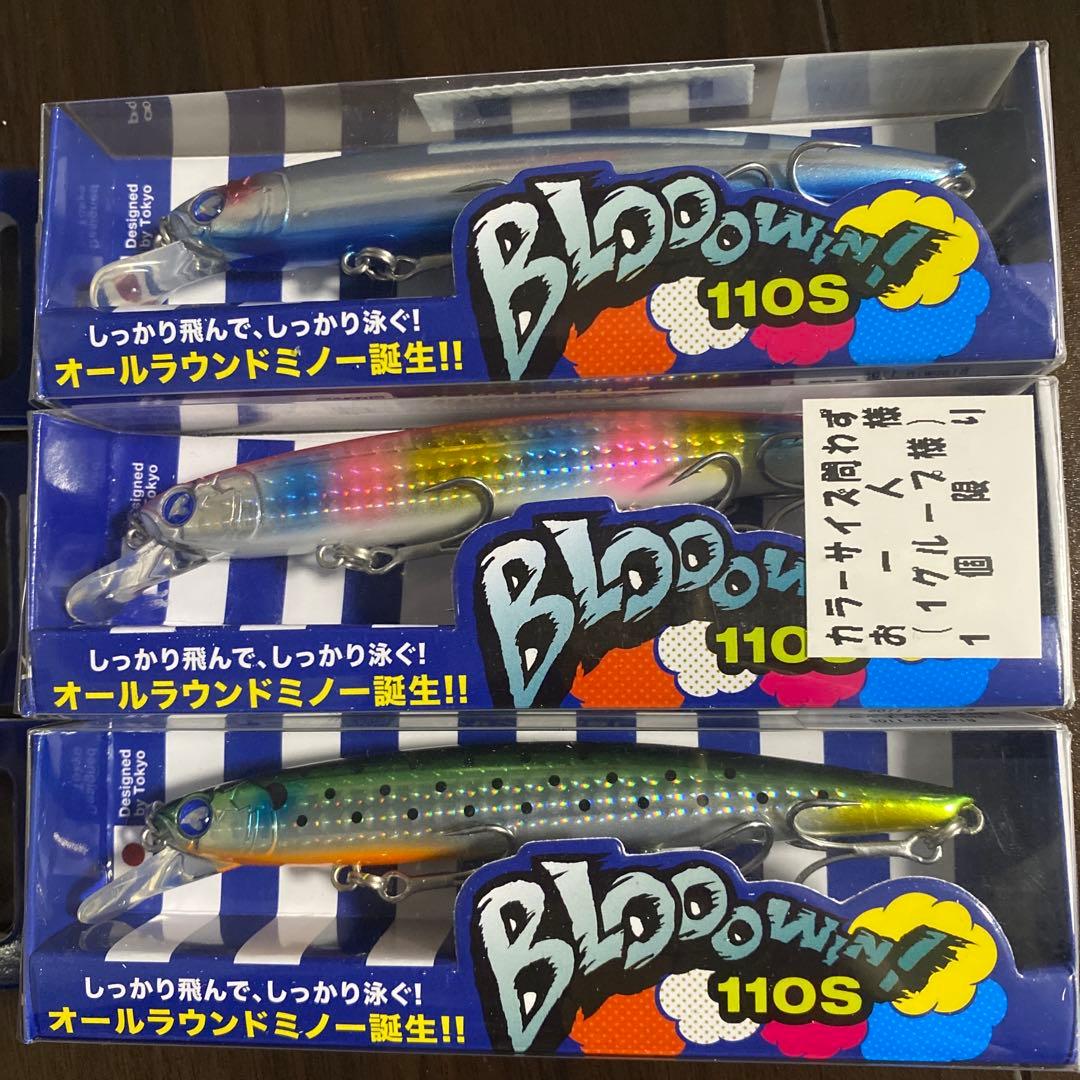 Designed
by Tokyo
BLOOOWIN!
110S
しっかり飛んで、しっかり泳ぐ!
オールラウンドミノー誕生!!
Designed
by Tokyo
BLOOOW
110S
しっかり飛んで、しっかり泳ぐ!
オールラウンドミノー誕生!!
カラーサイズ問わず
お一人様
(1グループ様)
1個限り
Designed
by Tokyo
BLOOOWIN!
110S
しっかり飛んで、しっかり泳ぐ!
オールラウンドミノー誕生!!